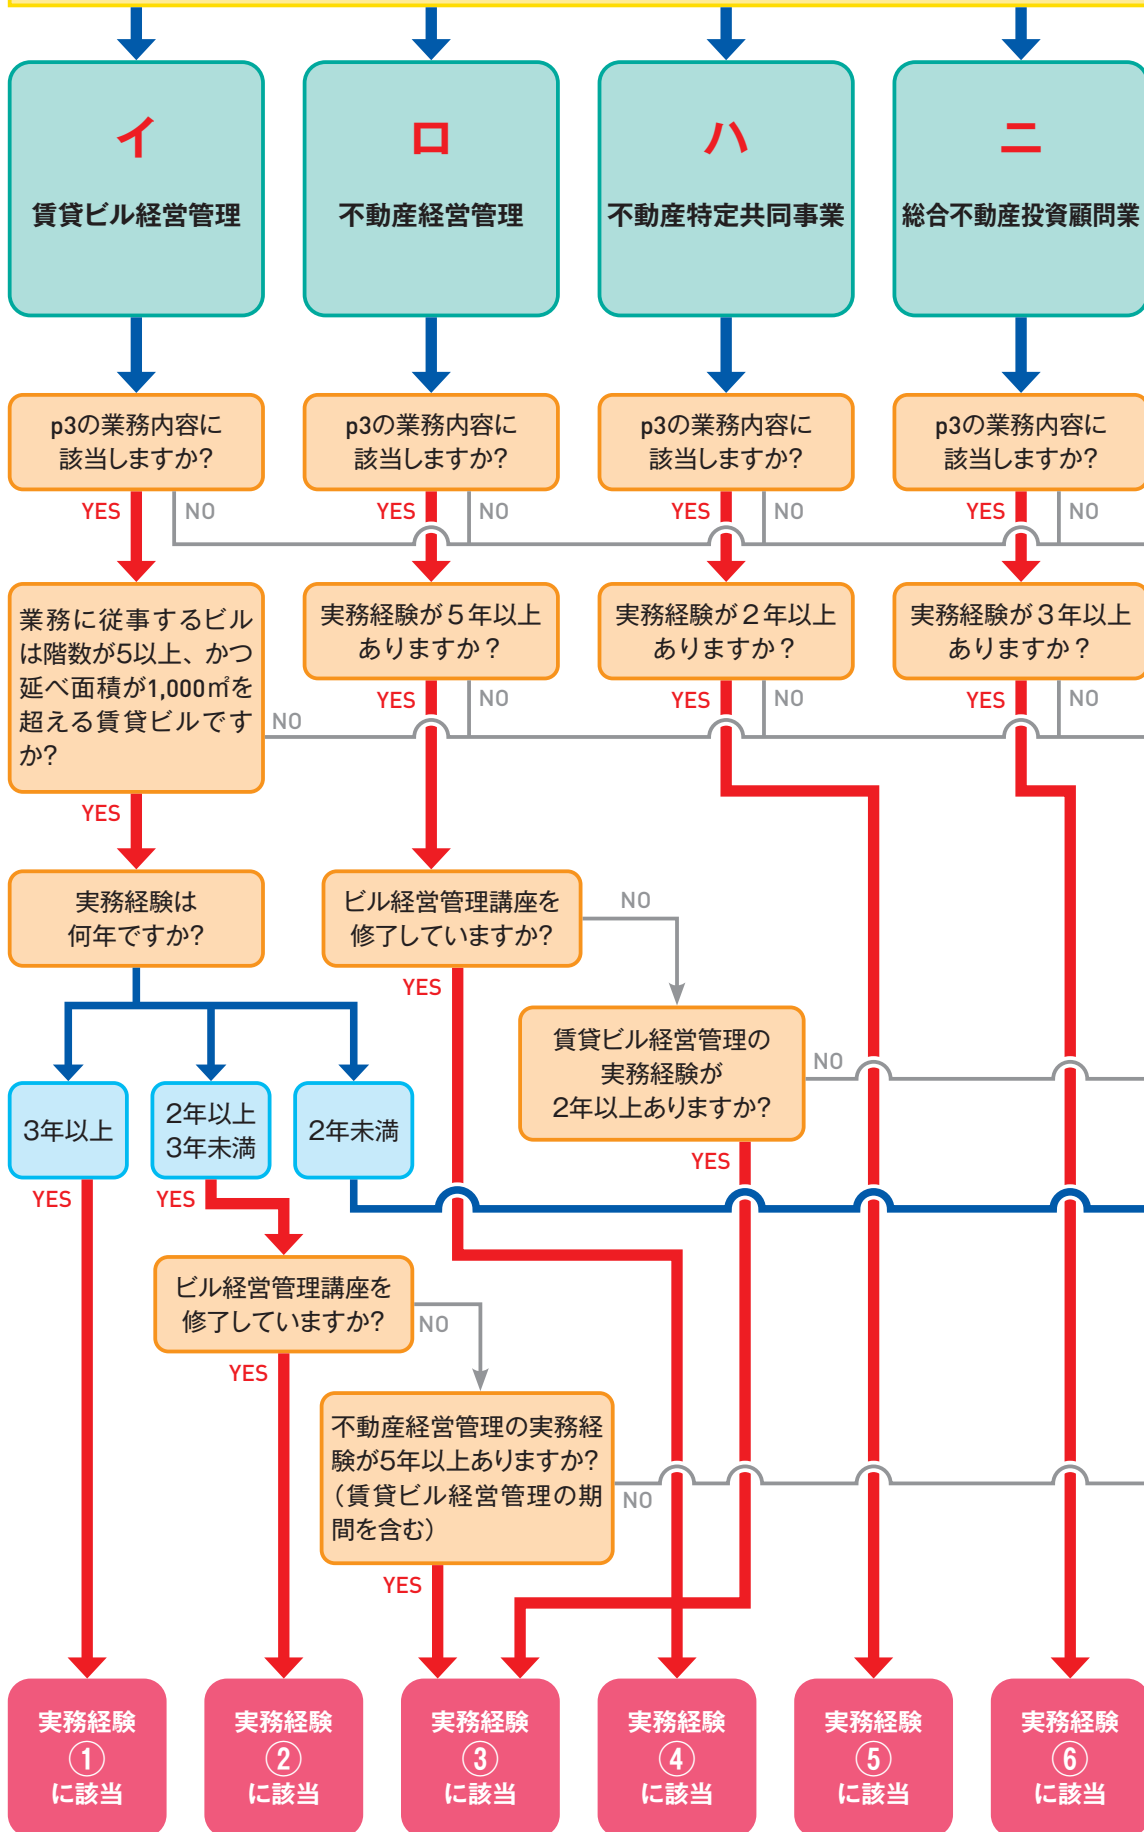 イ
賃貸ビル経営管理
ロ
不動産経営管理
ハ
不動産特定共同事業
ニ
総合不動産投資顧問業
p3の業務内容に
該当しますか?
p3の業務内容に
該当しますか?
p3の業務内容に
該当しますか?
p3の業務内容に
該当しますか?
YES
NO
YES
NO
YES
NO
YES
NO
業務に従事するビル
は階数が5以上、かつ
延べ面積が1,000㎡を
超える賃貸ビルです
か?
実務経験が5年以上
ありますか?
実務経験が2年以上
ありますか?
実務経験が3年以上
ありますか?
YES
NO
YES
NO
YES
NO
NO
YES
実務経験は
何年ですか?
ビル経営管理講座を
修了していますか?
NO
YES
賃貸ビル経営管理の
実務経験が
2年以上ありますか?
NO
YES
3年以上
2年以上
3年未満
2年未満
YES
YES
ビル経営管理講座を
修了していますか?
NO
YES
不動産経営管理の実務経
験が5年以上ありますか?
(賃貸ビル経営管理の期
間を含む)
NO
YES
実務経験
①
に該当
実務経験
②
に該当
実務経験
③
に該当
実務経験
④
に該当
実務経験
⑤
に該当
実務経験
⑥
に該当